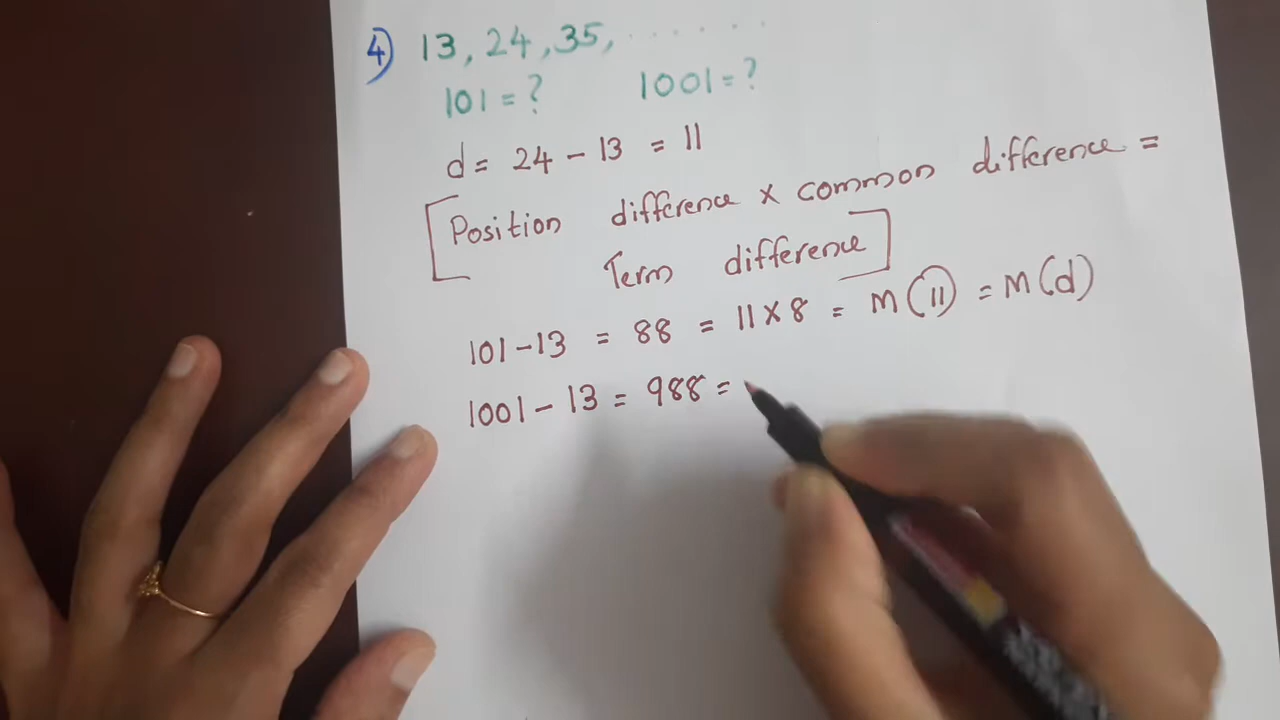 4) 13, 24, 35, . . . . . .
101 = ? 1001 = ?
d = 24 - 13 = 11
[Position difference x common difference =
Term difference]
101 - 13 = 88 = 11 x 8 = M(11) = M(d)
1001 - 13 = 988 =